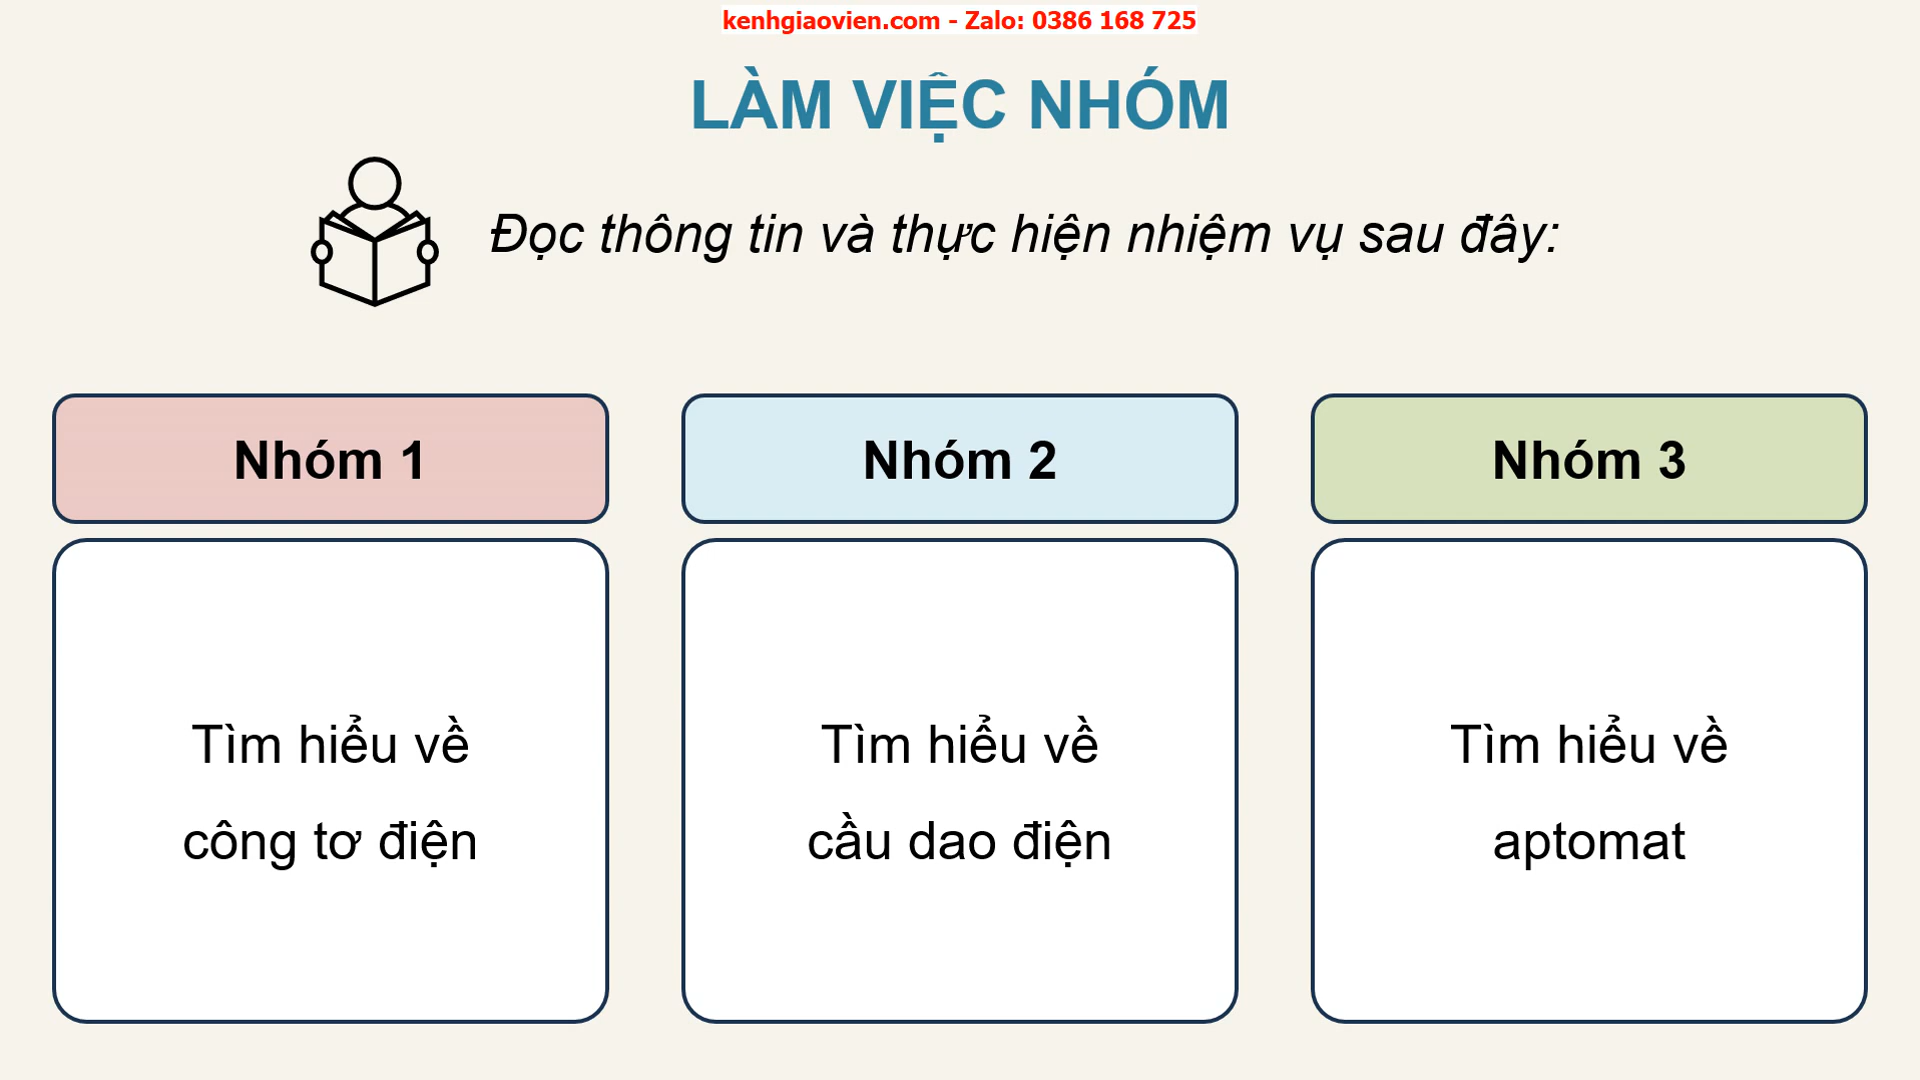 kenhgiaovien.com - Zalo: 0386 168 725
LÀM VIỆC NHÓM
Đọc thông tin và thực hiện nhiệm vụ sau đây:
Nhóm 1
Tìm hiểu về
công tơ điện
Nhóm 2
Tìm hiểu về
cầu dao điện
Nhóm 3
Tìm hiểu về
aptomat